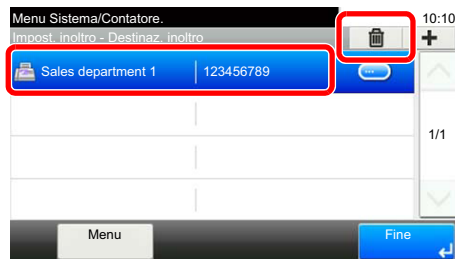 Menu Sistema/Contatore. 10:10
Impost. inoltro - Destinaz. inoltro
Sales department 1 123456789
1/1
Menu Fine